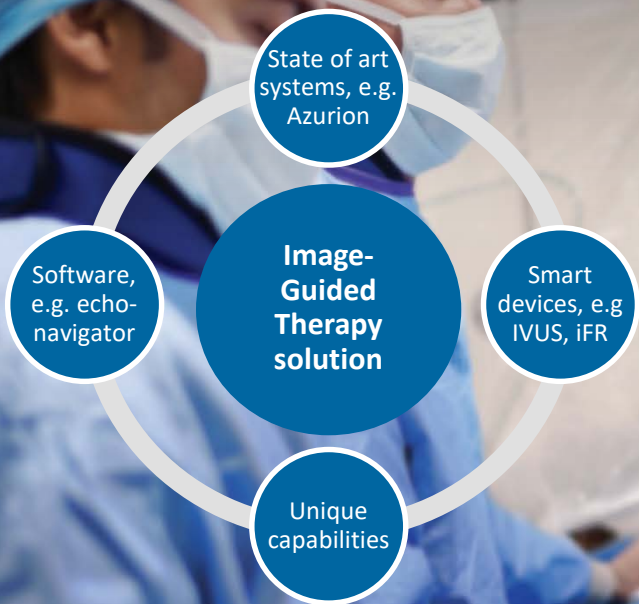 State of art
systems, e.g.
Azurion
Software,
e.g. echo-
navigator
Image-
Guided
Therapy
solution
Smart
devices, e.g
IVUS, iFR
Unique
capabilities